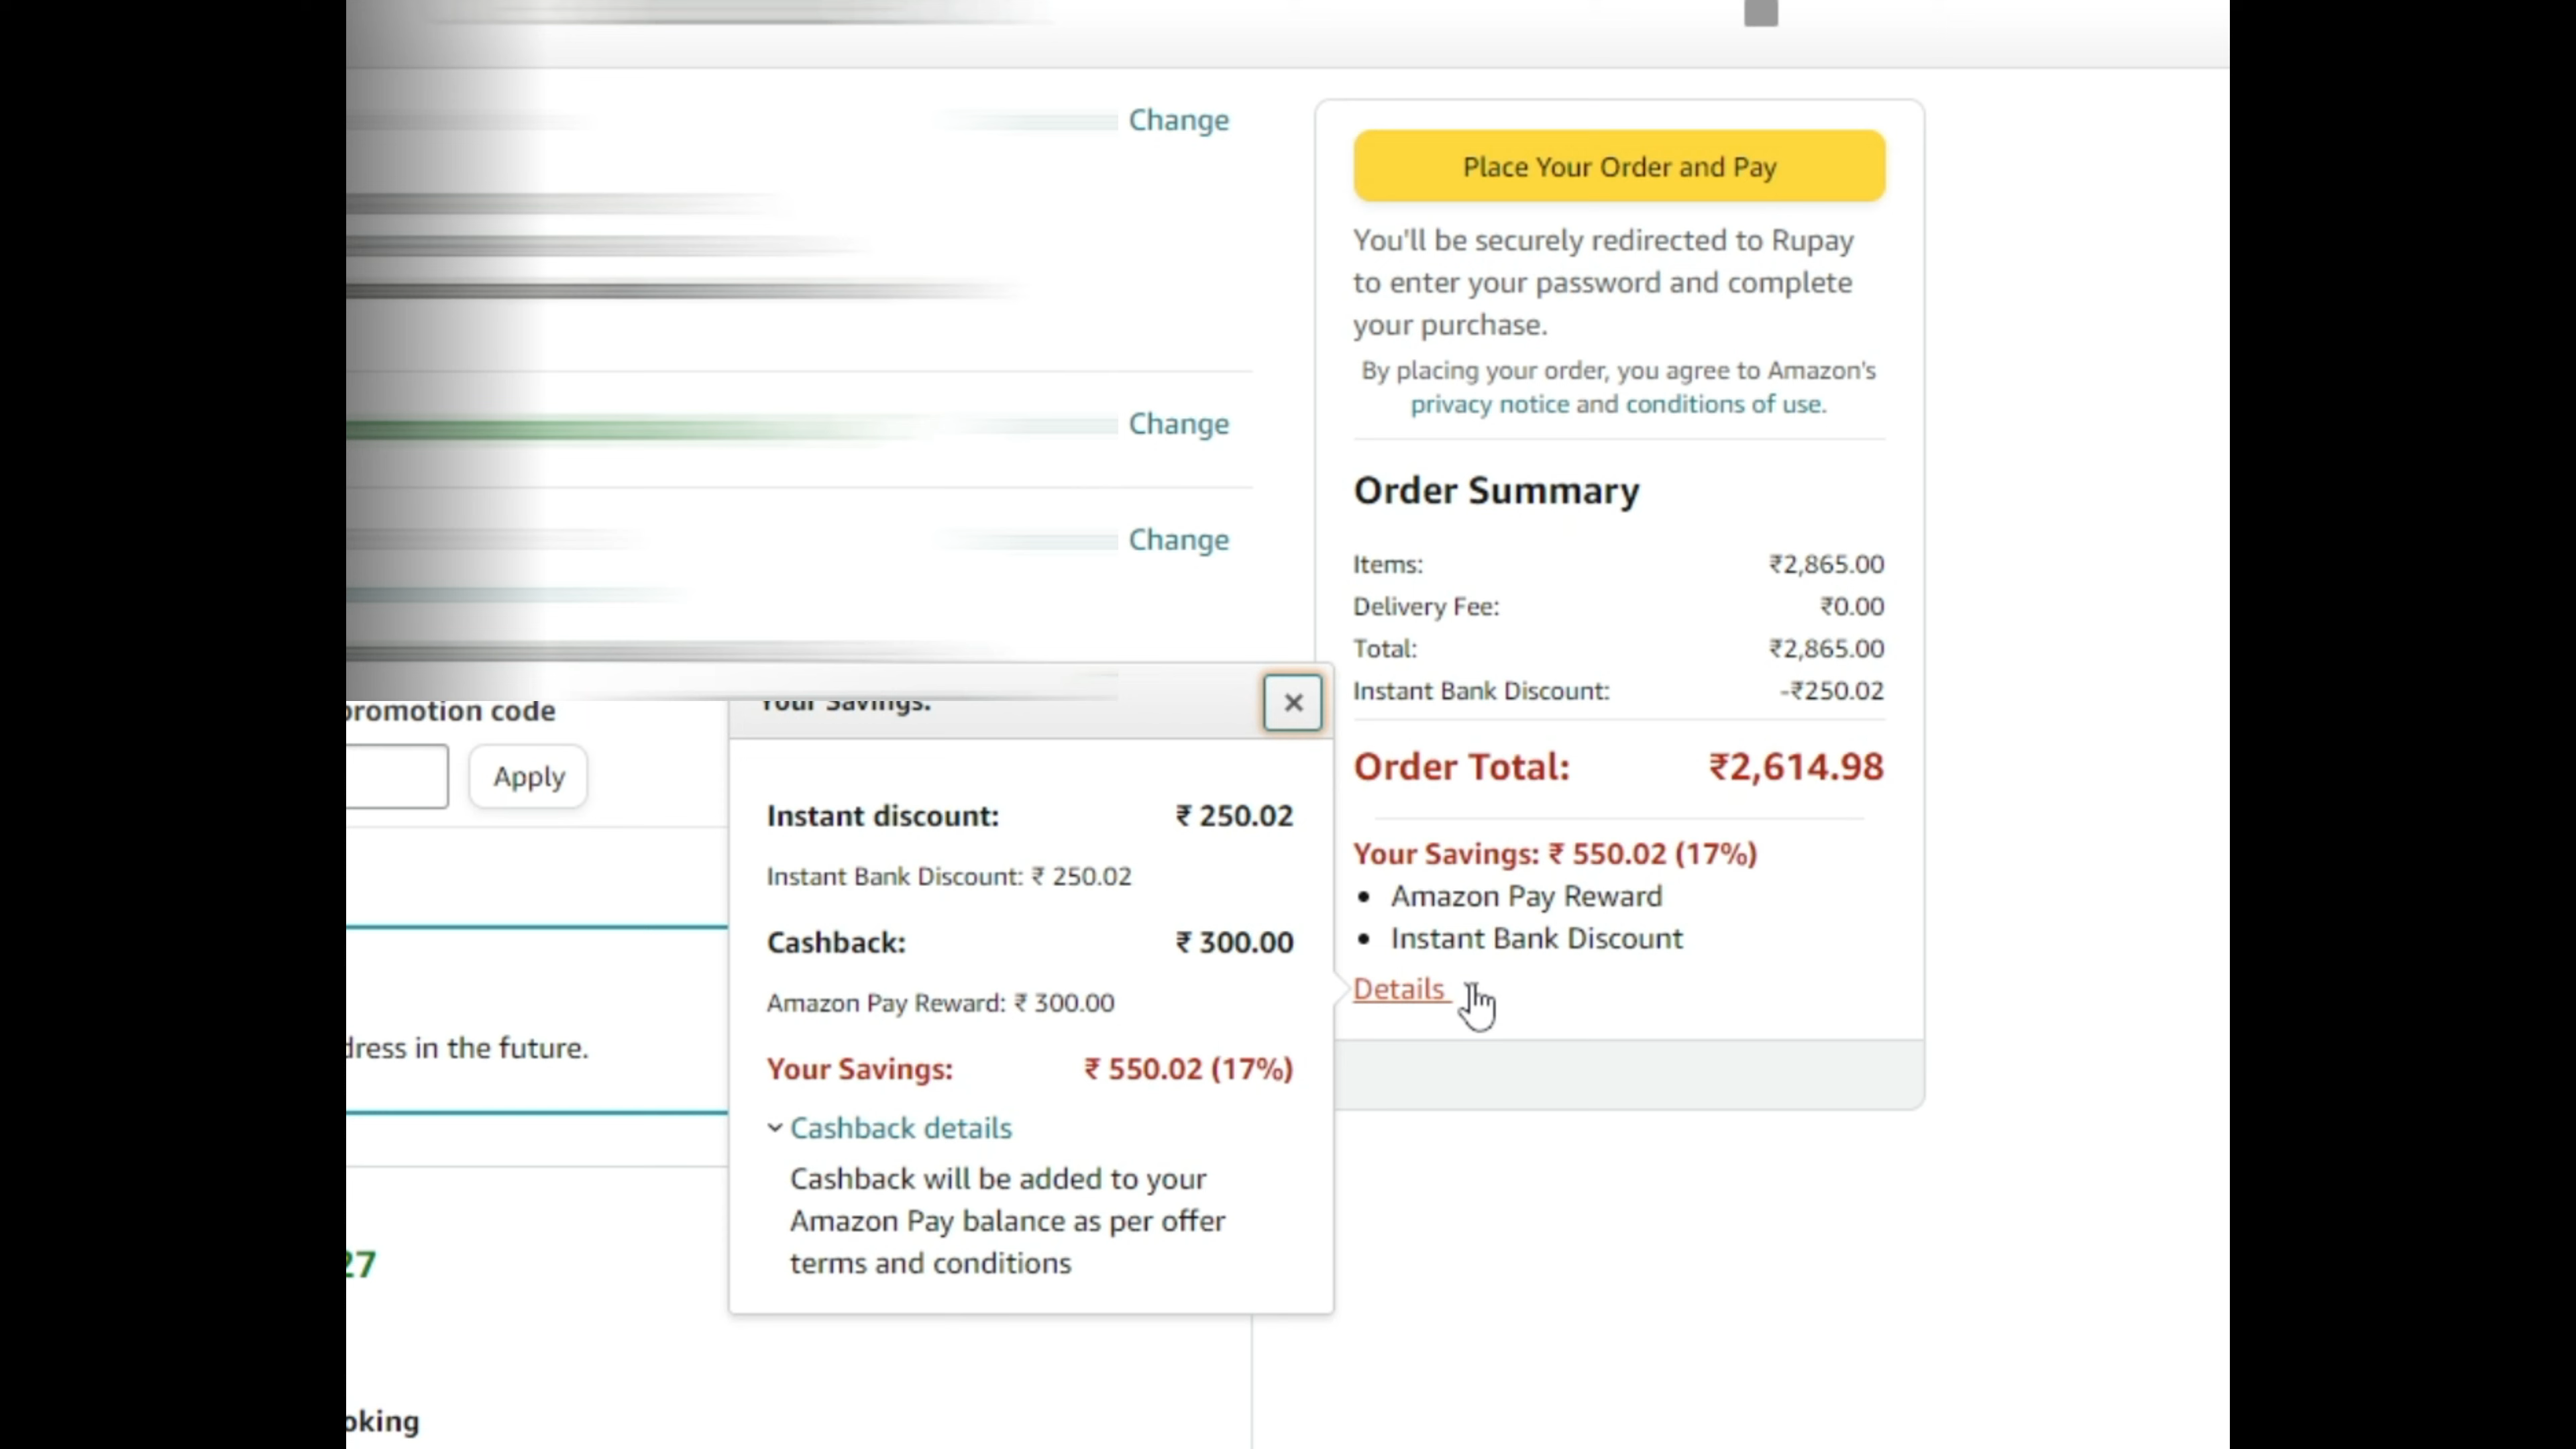 Change
Change
Change
promotion code
Apply
dress in the future.
27
oking
Your Savings:
Instant discount: ₹ 250.02
Instant Bank Discount: ₹ 250.02
Cashback: ₹ 300.00
Amazon Pay Reward: ₹ 300.00
Your Savings: ₹ 550.02 (17%)
Cashback details
Cashback will be added to your
Amazon Pay balance as per offer
terms and conditions
Place Your Order and Pay
You'll be securely redirected to Rupay
to enter your password and complete
your purchase.
By placing your order, you agree to Amazon's
privacy notice and conditions of use.
Order Summary
Items: ₹2,865.00
Delivery Fee: ₹0.00
Total: ₹2,865.00
Instant Bank Discount: -₹250.02
Order Total: ₹2,614.98
Your Savings: ₹ 550.02 (17%)
• Amazon Pay Reward
• Instant Bank Discount
Details